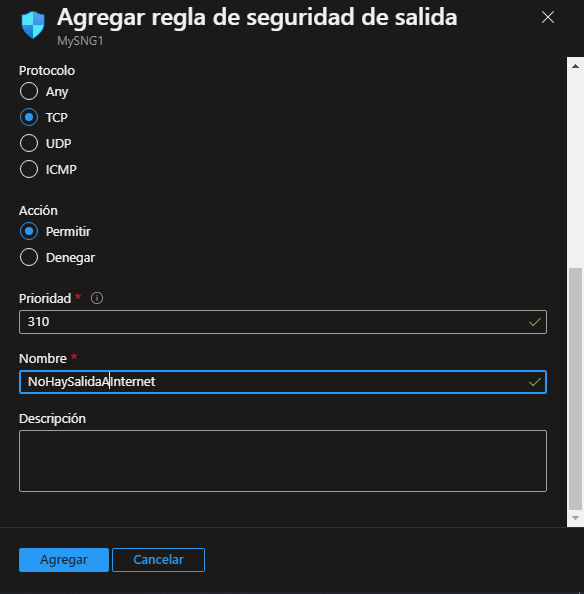 Agregar regla de seguridad de salida
MySNG1
Protocolo
Any
TCP
UDP
ICMP
Acción
Permitir
Denegar
Prioridad *
310
Nombre *
NoHaySalidaAInternet
Descripción
Agregar
Cancelar